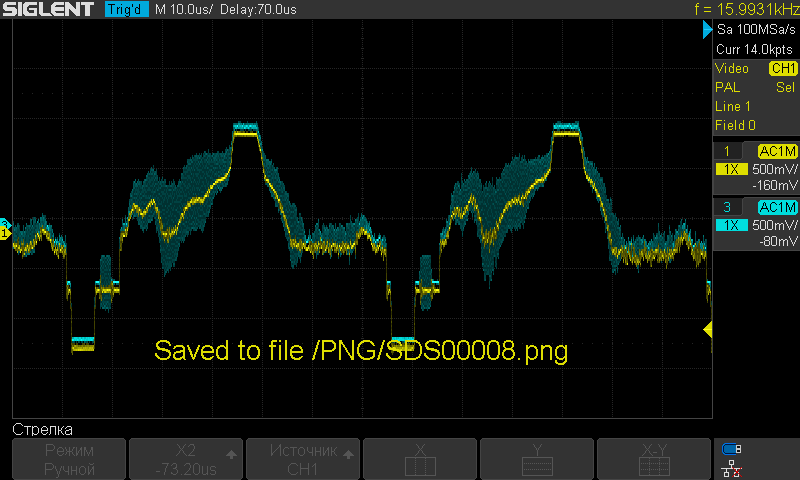 SIGLENT Trig'd M 10.0us/ Delay:70.0us f = 15.9931kHz
Sa 100MSa/s
Curr 14.0kpts
Video CH1
PAL Sel
Line 1
Field 0
1 AC1M
1X 500mV/
-160mV
3 AC1M
1X 500mV/
-80mV
3
1
Saved to file /PNG/SDS00008.png
Стрелка
Режим
Ручной
X2
-73.20us
Источник
CH1
X
Y
X-Y